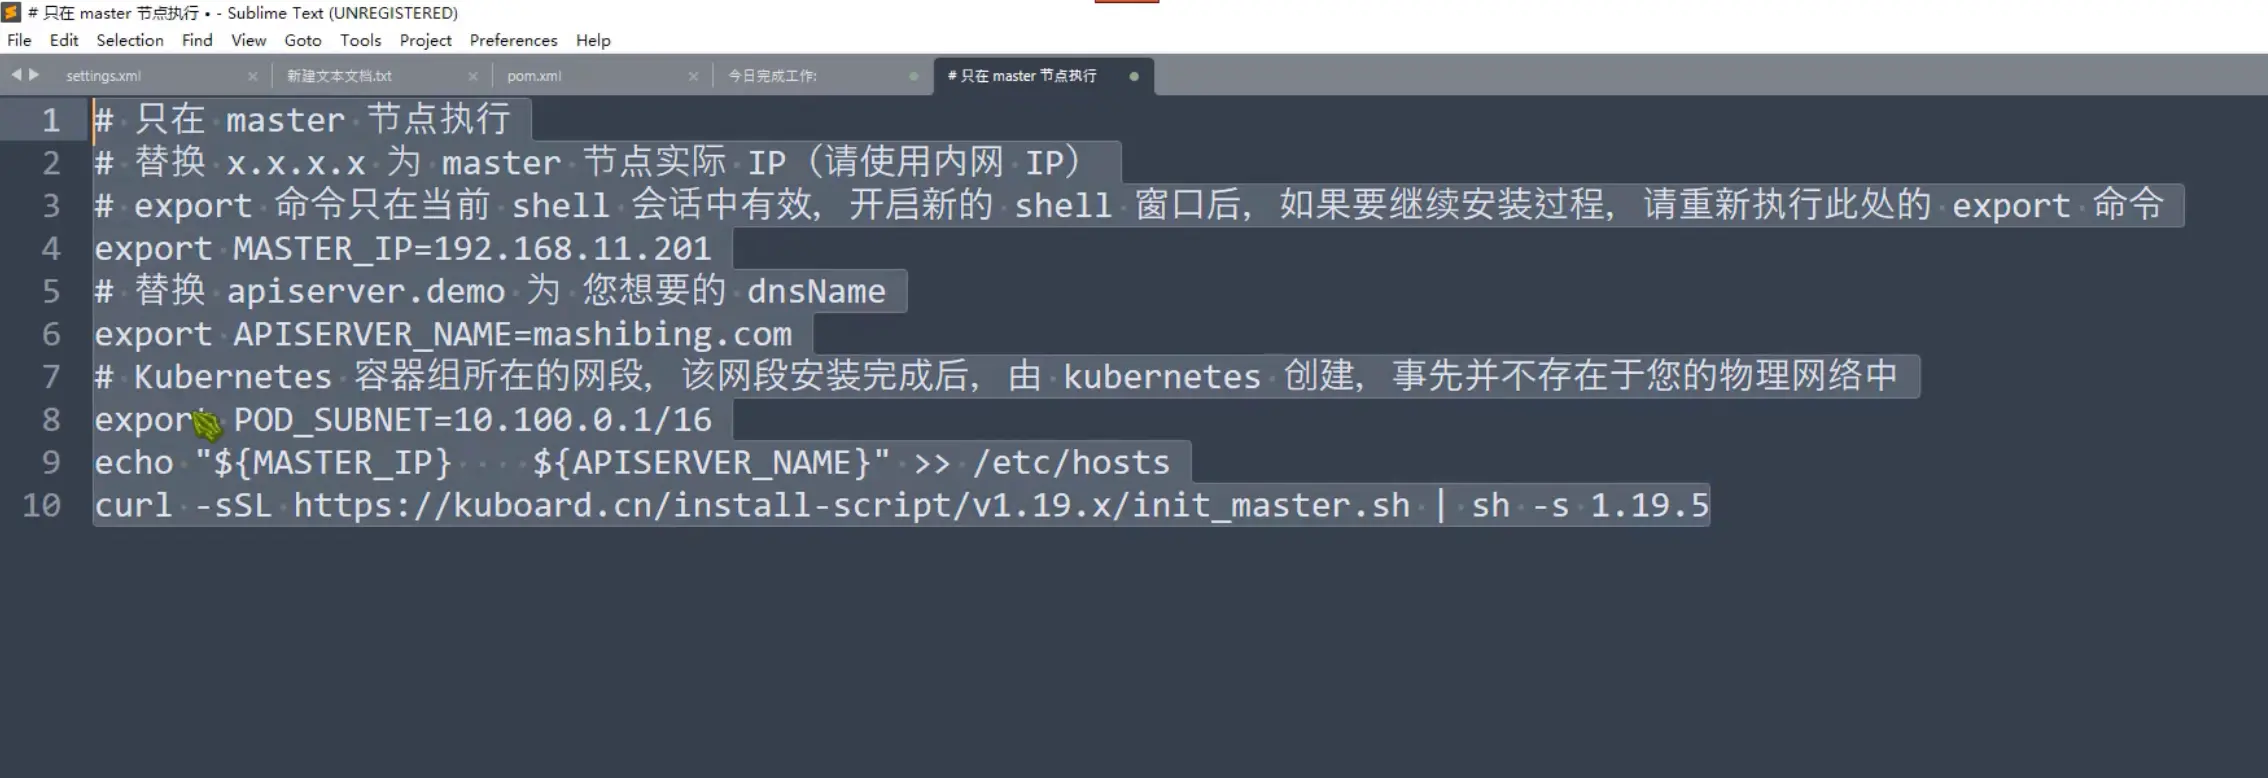 # 只在 master 节点执行 • - Sublime Text (UNREGISTERED)
File Edit Selection Find View Goto Tools Project Preferences Help
settings.xml 新建文本文档.txt pom.xml 今日完成工作: # 只在 master 节点执行
1 # 只在 master 节点执行
2 # 替换 x.x.x.x 为 master 节点实际 IP（请使用内网 IP）
3 # export 命令只在当前 shell 会话中有效，开启新的 shell 窗口后，如果要继续安装过程，请重新执行此处的 export 命令
4 export MASTER_IP=192.168.11.201
5 # 替换 apiserver.demo 为 您想要的 dnsName
6 export APISERVER_NAME=mashibing.com
7 # Kubernetes 容器组所在的网段，该网段安装完成后，由 kubernetes 创建，事先并不存在于您的物理网络中
8 export POD_SUBNET=10.100.0.1/16
9 echo "${MASTER_IP}    ${APISERVER_NAME}" >> /etc/hosts
10 curl -sSL https://kuboard.cn/install-script/v1.19.x/init_master.sh | sh -s 1.19.5